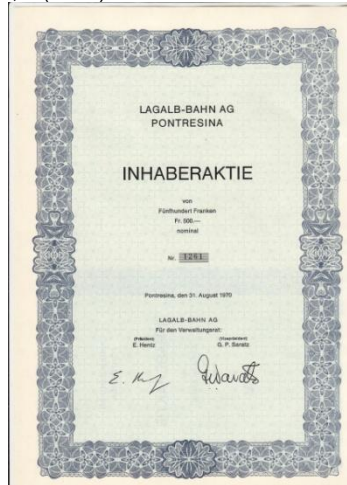 LAGALB-BAHN AG
PONTRESINA
INHABERAKTIE
von
Fünfhundert Franken
Fr. 500.—
nominal
Nr. 1261
Pontresina, den 31. August 1970
LAGALB-BAHN AG
Für den Verwaltungsrat:
(Präsident) (Vizepräsident)
E. Hentz G. P. Saratz